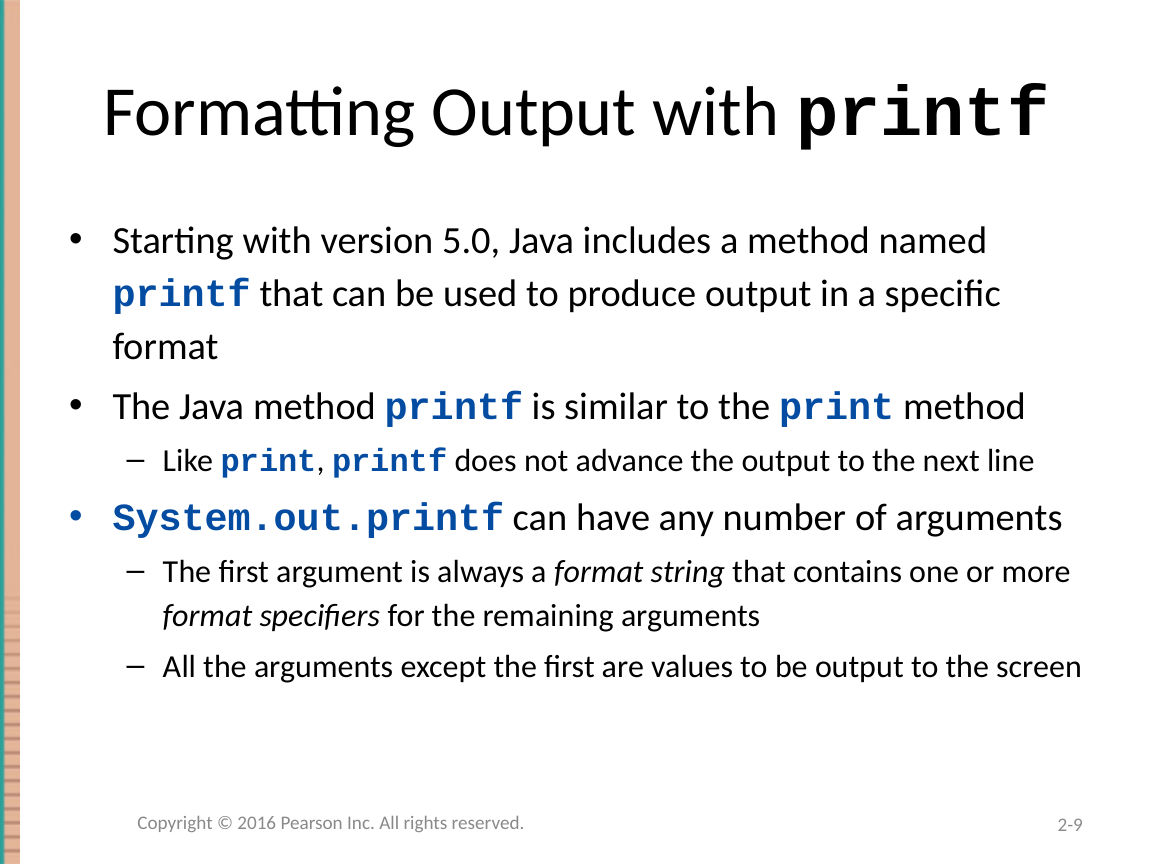 Formatting Output with printf
• Starting with version 5.0, Java includes a method named
printf that can be used to produce output in a specific
format
• The Java method printf is similar to the print method
– Like print, printf does not advance the output to the next line
• System.out.printf can have any number of arguments
– The first argument is always a format string that contains one or more
format specifiers for the remaining arguments
– All the arguments except the first are values to be output to the screen
Copyright © 2016 Pearson Inc. All rights reserved.
2-9